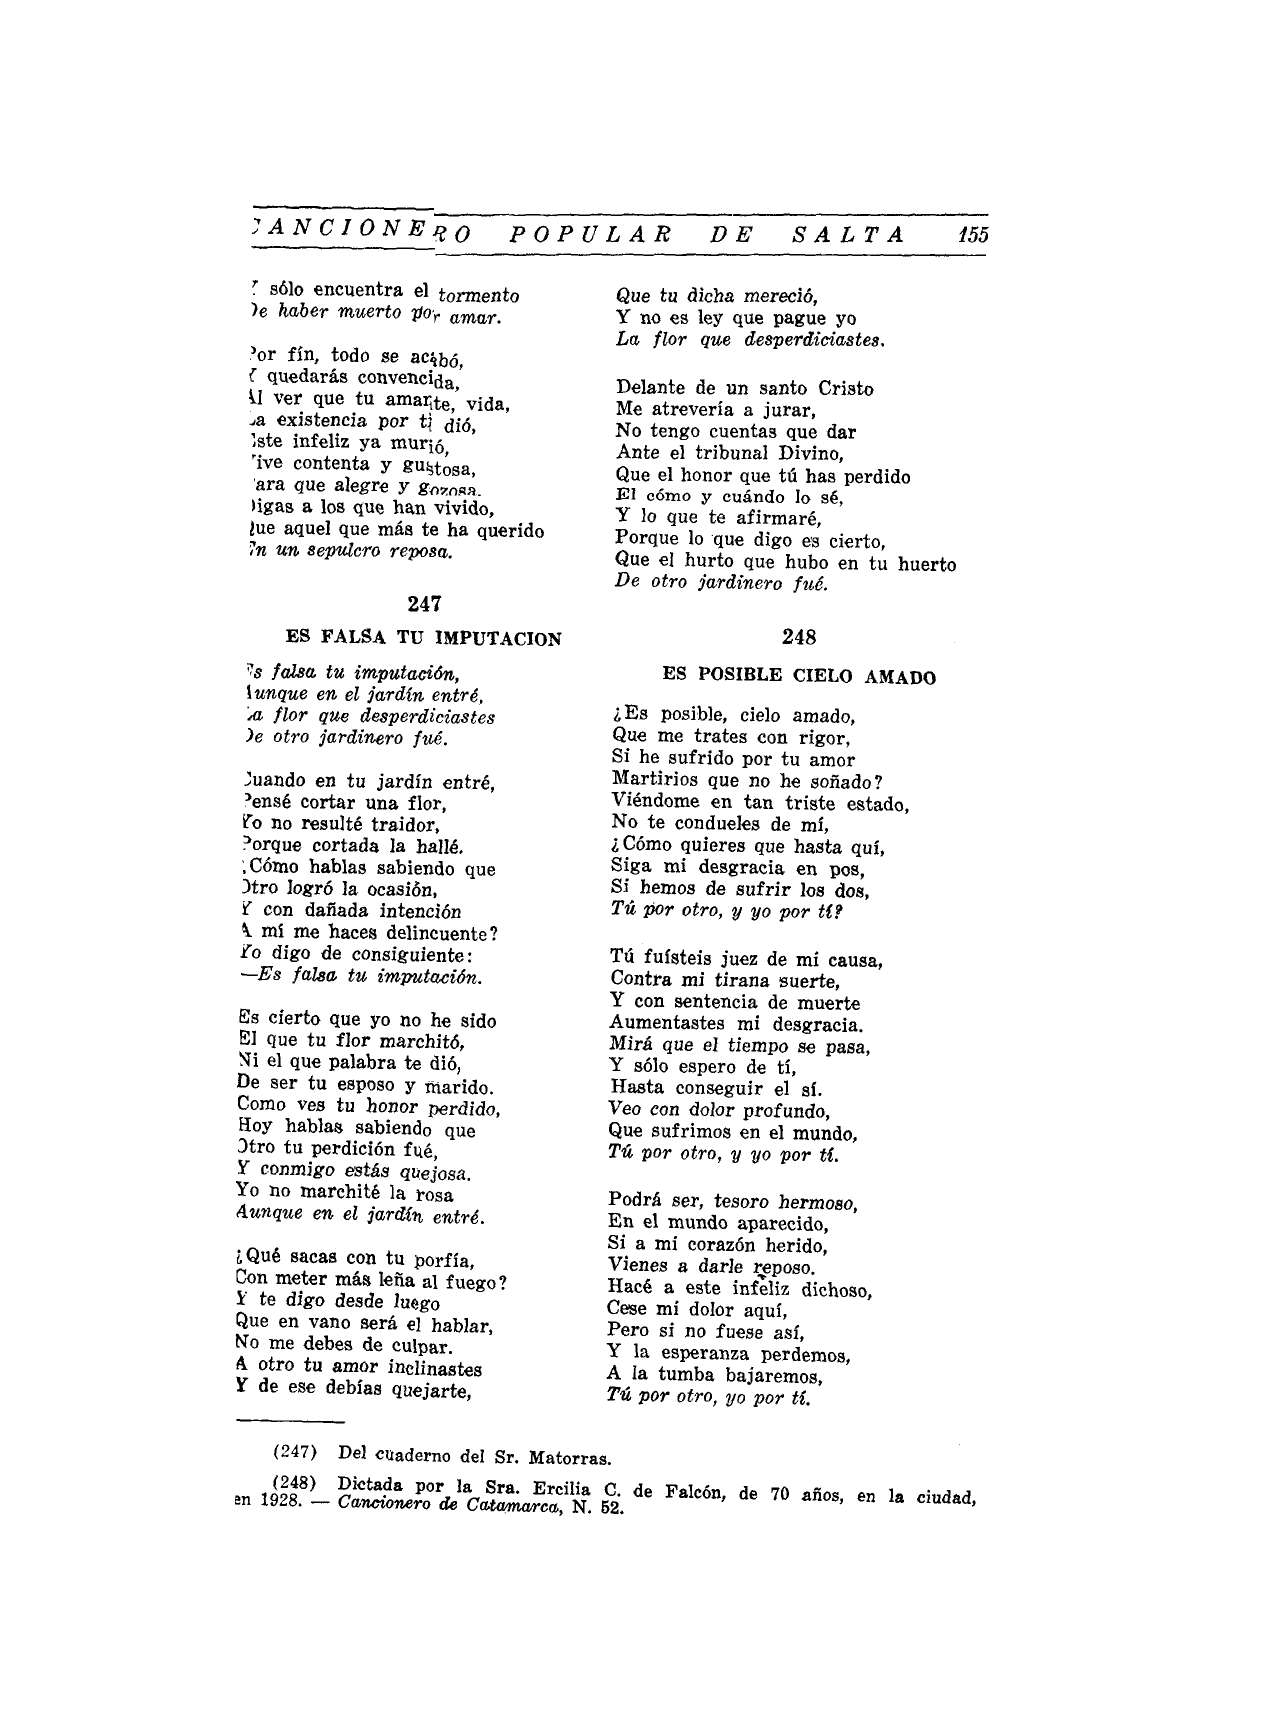 CANCIONERO POPULAR DE SALTA 155
Y sólo encuentra el tormento
De haber muerto por amar.
Por fín, todo se acabó,
Y quedarás convencida,
Al ver que tu amante, vida,
La existencia por tí dió,
Este infeliz ya murió,
Vive contenta y gustosa,
Para que alegre y gozosa.
Digas a los que han vivido,
Que aquel que más te ha querido
En un sepulcro reposa.
247
ES FALSA TU IMPUTACION
Es falsa tu imputación,
Aunque en el jardín entré,
La flor que desperdiciastes
De otro jardinero fué.
Cuando en tu jardín entré,
Pensé cortar una flor,
Yo no resulté traidor,
Porque cortada la hallé.
¿Cómo hablas sabiendo que
Otro logró la ocasión,
Y con dañada intención
A mí me haces delincuente?
Yo digo de consiguiente:
—Es falsa tu imputación.
Es cierto que yo no he sido
El que tu flor marchitó,
Ni el que palabra te dió,
De ser tu esposo y marido.
Como ves tu honor perdido,
Hoy hablas sabiendo que
Otro tu perdición fué,
Y conmigo estás quejosa.
Yo no marchité la rosa
Aunque en el jardín entré.
¿Qué sacas con tu porfía,
Con meter más leña al fuego?
Y te digo desde luego
Que en vano será el hablar,
No me debes de culpar.
A otro tu amor inclinastes
Y de ese debías quejarte,
Que tu dicha mereció,
Y no es ley que pague yo
La flor que desperdiciastes.
Delante de un santo Cristo
Me atrevería a jurar,
No tengo cuentas que dar
Ante el tribunal Divino,
Que el honor que tú has perdido
El cómo y cuándo lo sé,
Y lo que te afirmaré,
Porque lo que digo es cierto,
Que el hurto que hubo en tu huerto
De otro jardinero fué.
248
ES POSIBLE CIELO AMADO
¿Es posible, cielo amado,
Que me trates con rigor,
Si he sufrido por tu amor
Martirios que no he soñado?
Viéndome en tan triste estado,
No te condueles de mí,
¿Cómo quieres que hasta quí,
Siga mi desgracia en pos,
Si hemos de sufrir los dos,
Tú por otro, y yo por tí?
Tú fuísteis juez de mi causa,
Contra mi tirana suerte,
Y con sentencia de muerte
Aumentastes mi desgracia.
Mirá que el tiempo se pasa,
Y sólo espero de tí,
Hasta conseguir el sí.
Veo con dolor profundo,
Que sufrimos en el mundo,
Tú por otro, y yo por tí.
Podrá ser, tesoro hermoso,
En el mundo aparecido,
Si a mi corazón herido,
Vienes a darle reposo.
Hacé a este infeliz dichoso,
Cese mi dolor aquí,
Pero si no fuese así,
Y la esperanza perdemos,
A la tumba bajaremos,
Tú por otro, yo por tí.
(247) Del cuaderno del Sr. Matorras.
(248) Dictada por la Sra. Ercilia C. de Falcón, de 70 años, en la ciudad,
en 1928. — Cancionero de Catamarca, N. 52.